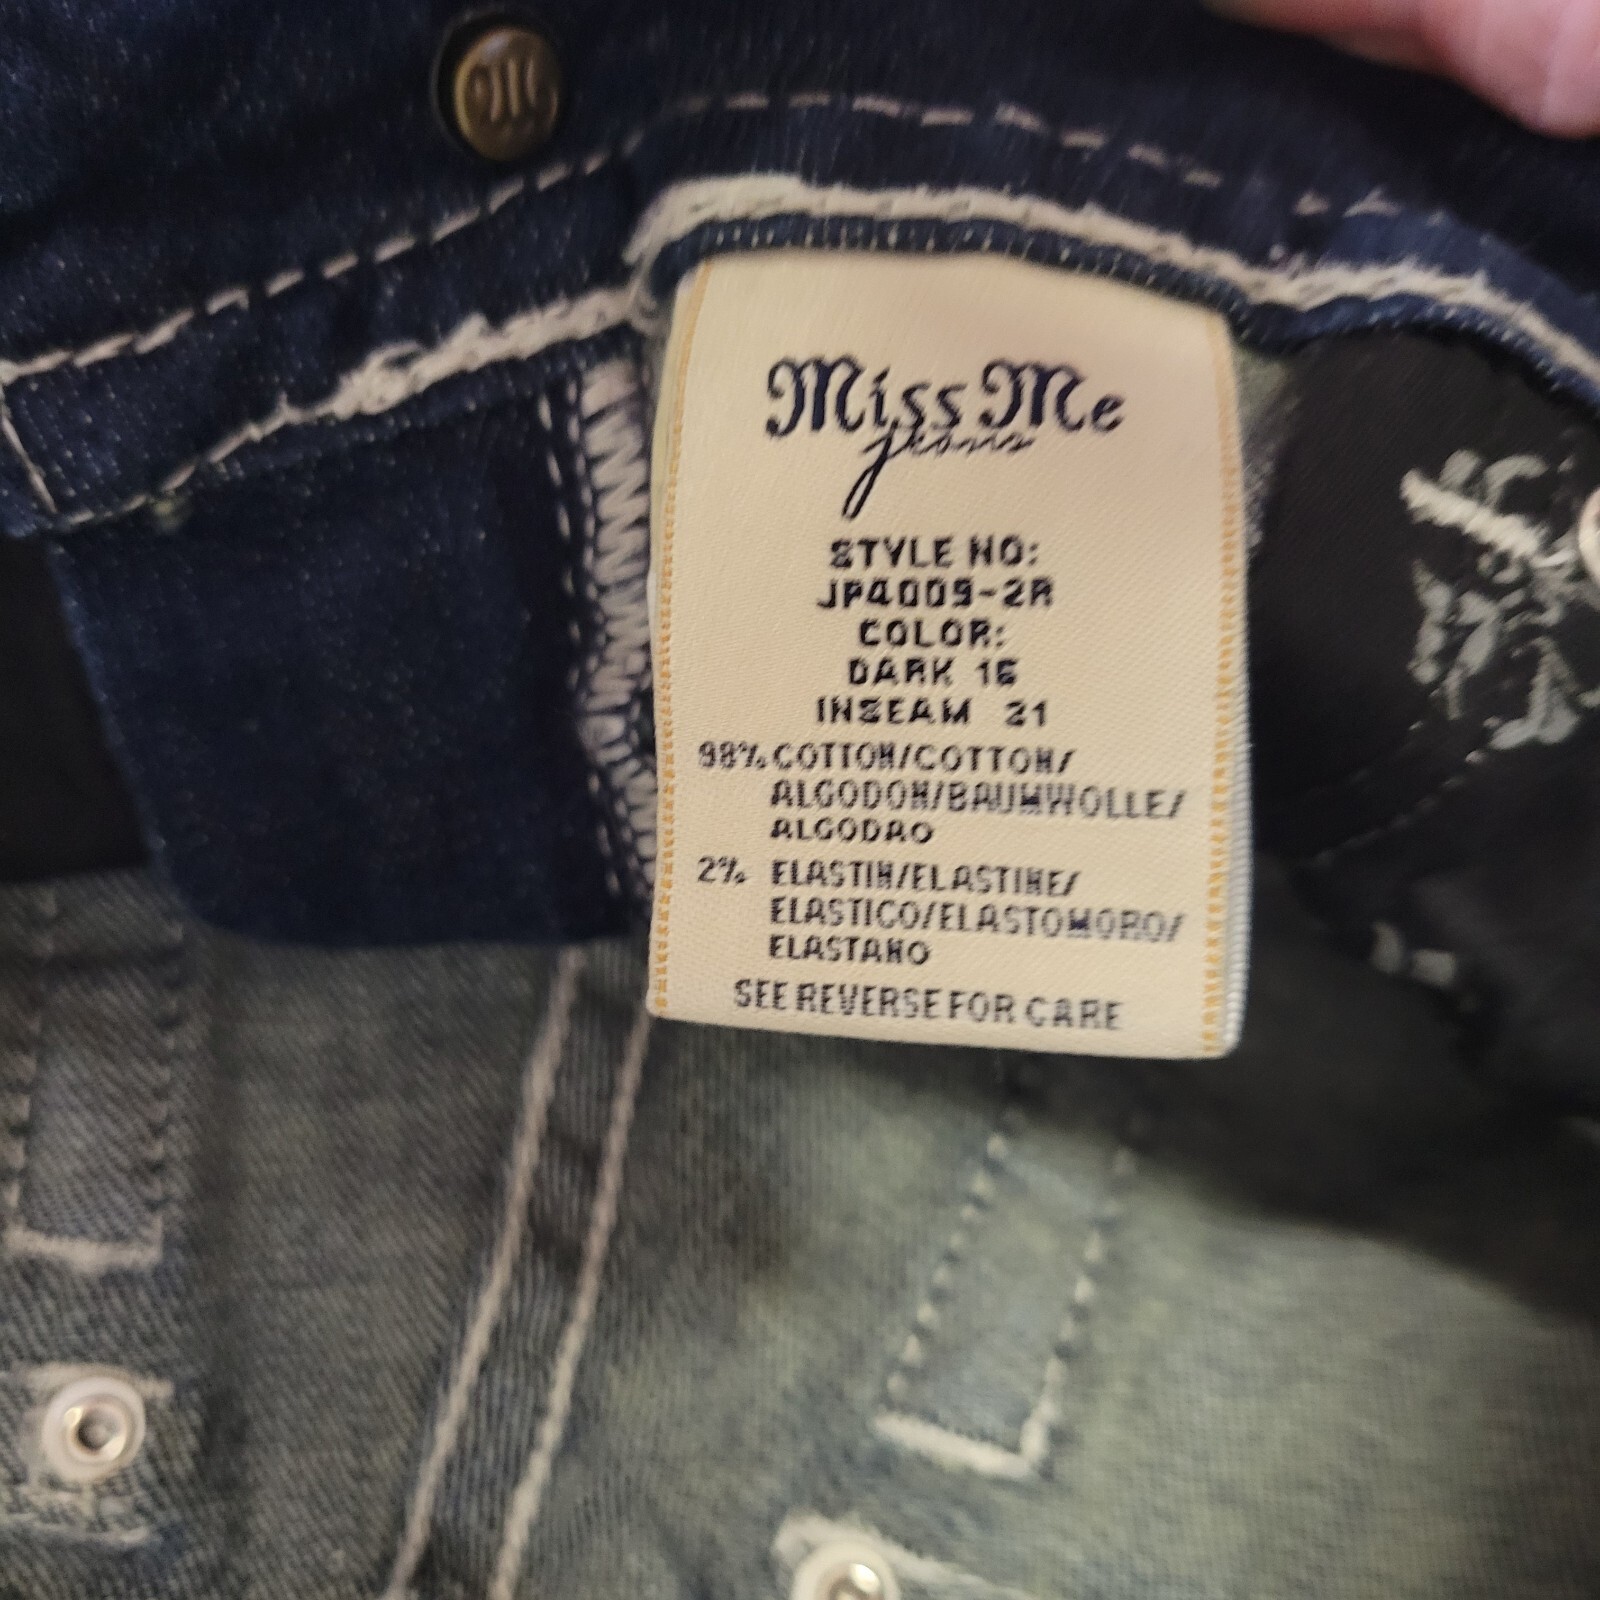 Miss Me
jeans
STYLE NO:
JP4009-2R
COLOR:
DARK 16
INSEAM 31
98% COTTON/COTTON/
ALGODON/BAUMWOLLE/
ALGODAO
2% ELASTIN/ELASTINE/
ELASTICO/ELASTOMORO/
ELASTANO
SEE REVERSE FOR CARE